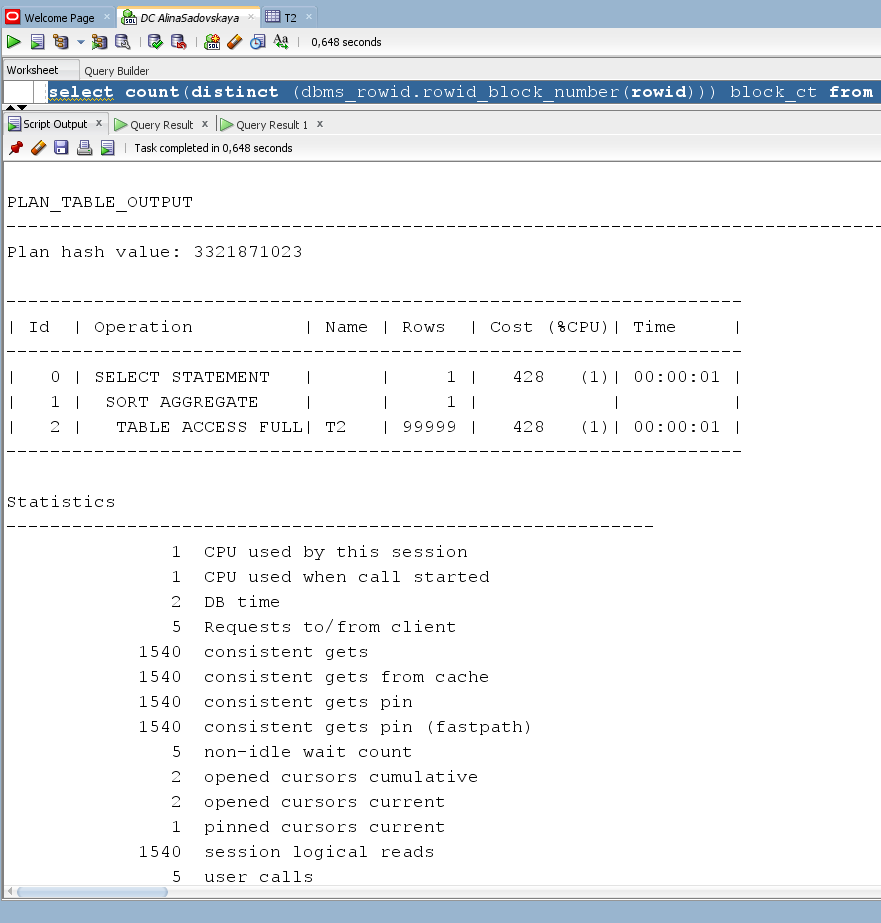 Welcome Page × DC AlinaSadovskaya × T2 ×
SQL 0,648 seconds
Worksheet Query Builder
select count(distinct (dbms_rowid.rowid_block_number(rowid))) block_ct from
Script Output × Query Result × Query Result 1 ×
Task completed in 0,648 seconds
PLAN_TABLE_OUTPUT
--------------------------------------------------------------------------------
Plan hash value: 3321871023
-------------------------------------------------------------------
| Id  | Operation          | Name | Rows  | Cost (%CPU)| Time     |
-------------------------------------------------------------------
|   0 | SELECT STATEMENT   |      |     1 |   428   (1)| 00:00:01 |
|   1 |  SORT AGGREGATE    |      |     1 |            |          |
|   2 |   TABLE ACCESS FULL| T2   | 99999 |   428   (1)| 00:00:01 |
-------------------------------------------------------------------
Statistics
-----------------------------------------------------------
1  CPU used by this session
1  CPU used when call started
2  DB time
5  Requests to/from client
1540  consistent gets
1540  consistent gets from cache
1540  consistent gets pin
1540  consistent gets pin (fastpath)
5  non-idle wait count
2  opened cursors cumulative
2  opened cursors current
1  pinned cursors current
1540  session logical reads
5  user calls